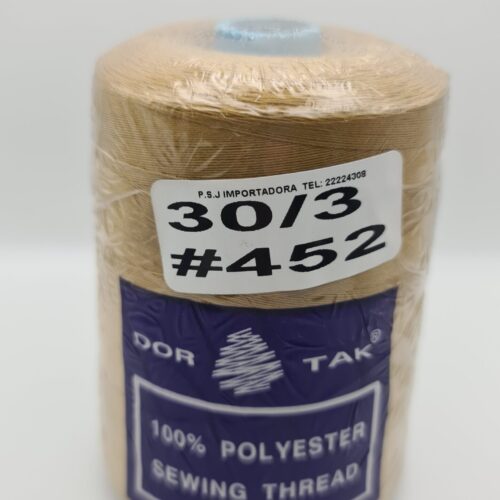 P.S.J IMPORTADORA TEL: 22224308
30/3
#452
DOR TAK®
100% POLYESTER
SEWING THREAD